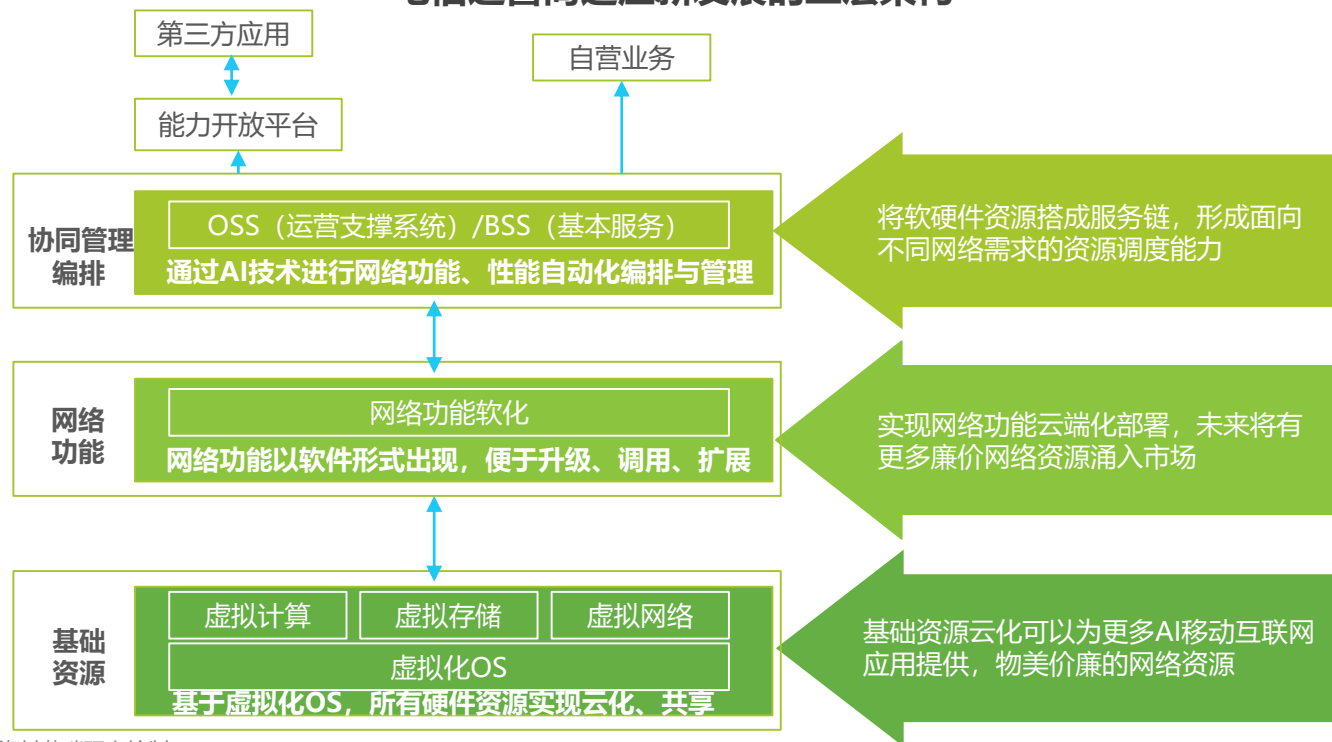 第三方应用
自营业务
能力开放平台
协同管理
编排
OSS（运营支撑系统）/BSS（基本服务）
通过AI技术进行网络功能、性能自动化编排与管理
将软硬件资源搭成服务链，形成面向
不同网络需求的资源调度能力
网络
功能
网络功能软化
网络功能以软件形式出现，便于升级、调用、扩展
实现网络功能云端化部署，未来将有
更多廉价网络资源涌入市场
基础
资源
虚拟计算
虚拟存储
虚拟网络
虚拟化OS
基于虚拟化OS，所有硬件资源实现云化、共享
基础资源云化可以为更多AI移动互联网
应用提供，物美价廉的网络资源